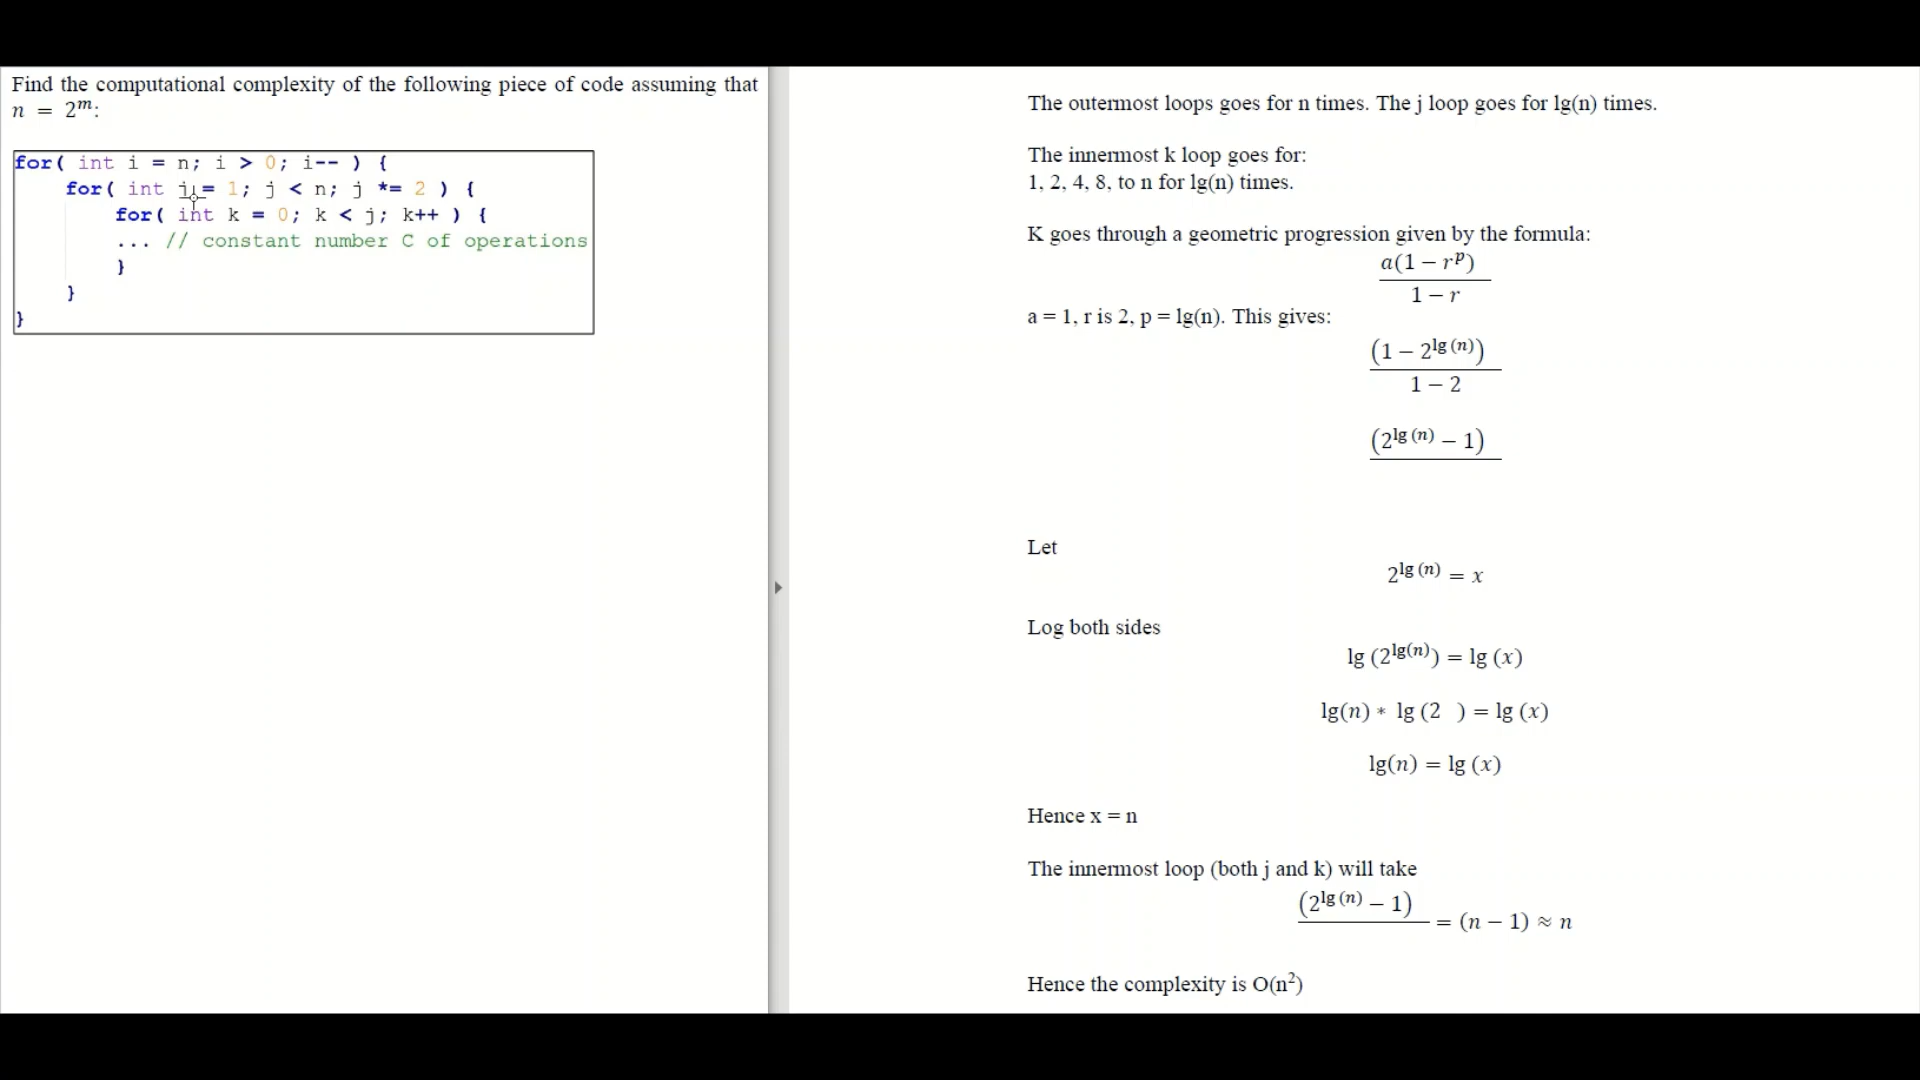 Find the computational complexity of the following piece of code assuming that
n = 2^m:
for( int i = n; i > 0; i-- ) {
for( int j = 1; j < n; j *= 2 ) {
for( int k = 0; k < j; k++ ) {
... // constant number C of operations
}
}
}
The outermost loops goes for n times. The j loop goes for lg(n) times.
The innermost k loop goes for:
1, 2, 4, 8, to n for lg(n) times.
K goes through a geometric progression given by the formula:
a(1 − r^p)
1 − r
a = 1, r is 2, p = lg(n). This gives:
(1 − 2^lg (n))
1 − 2
(2^lg (n) − 1)
Let
2^lg (n) = x
Log both sides
lg (2^lg(n)) = lg (x)
lg(n) * lg (2 ) = lg (x)
lg(n) = lg (x)
Hence x = n
The innermost loop (both j and k) will take
(2^lg (n) − 1)
= (n − 1) ≈ n
Hence the complexity is O(n²)